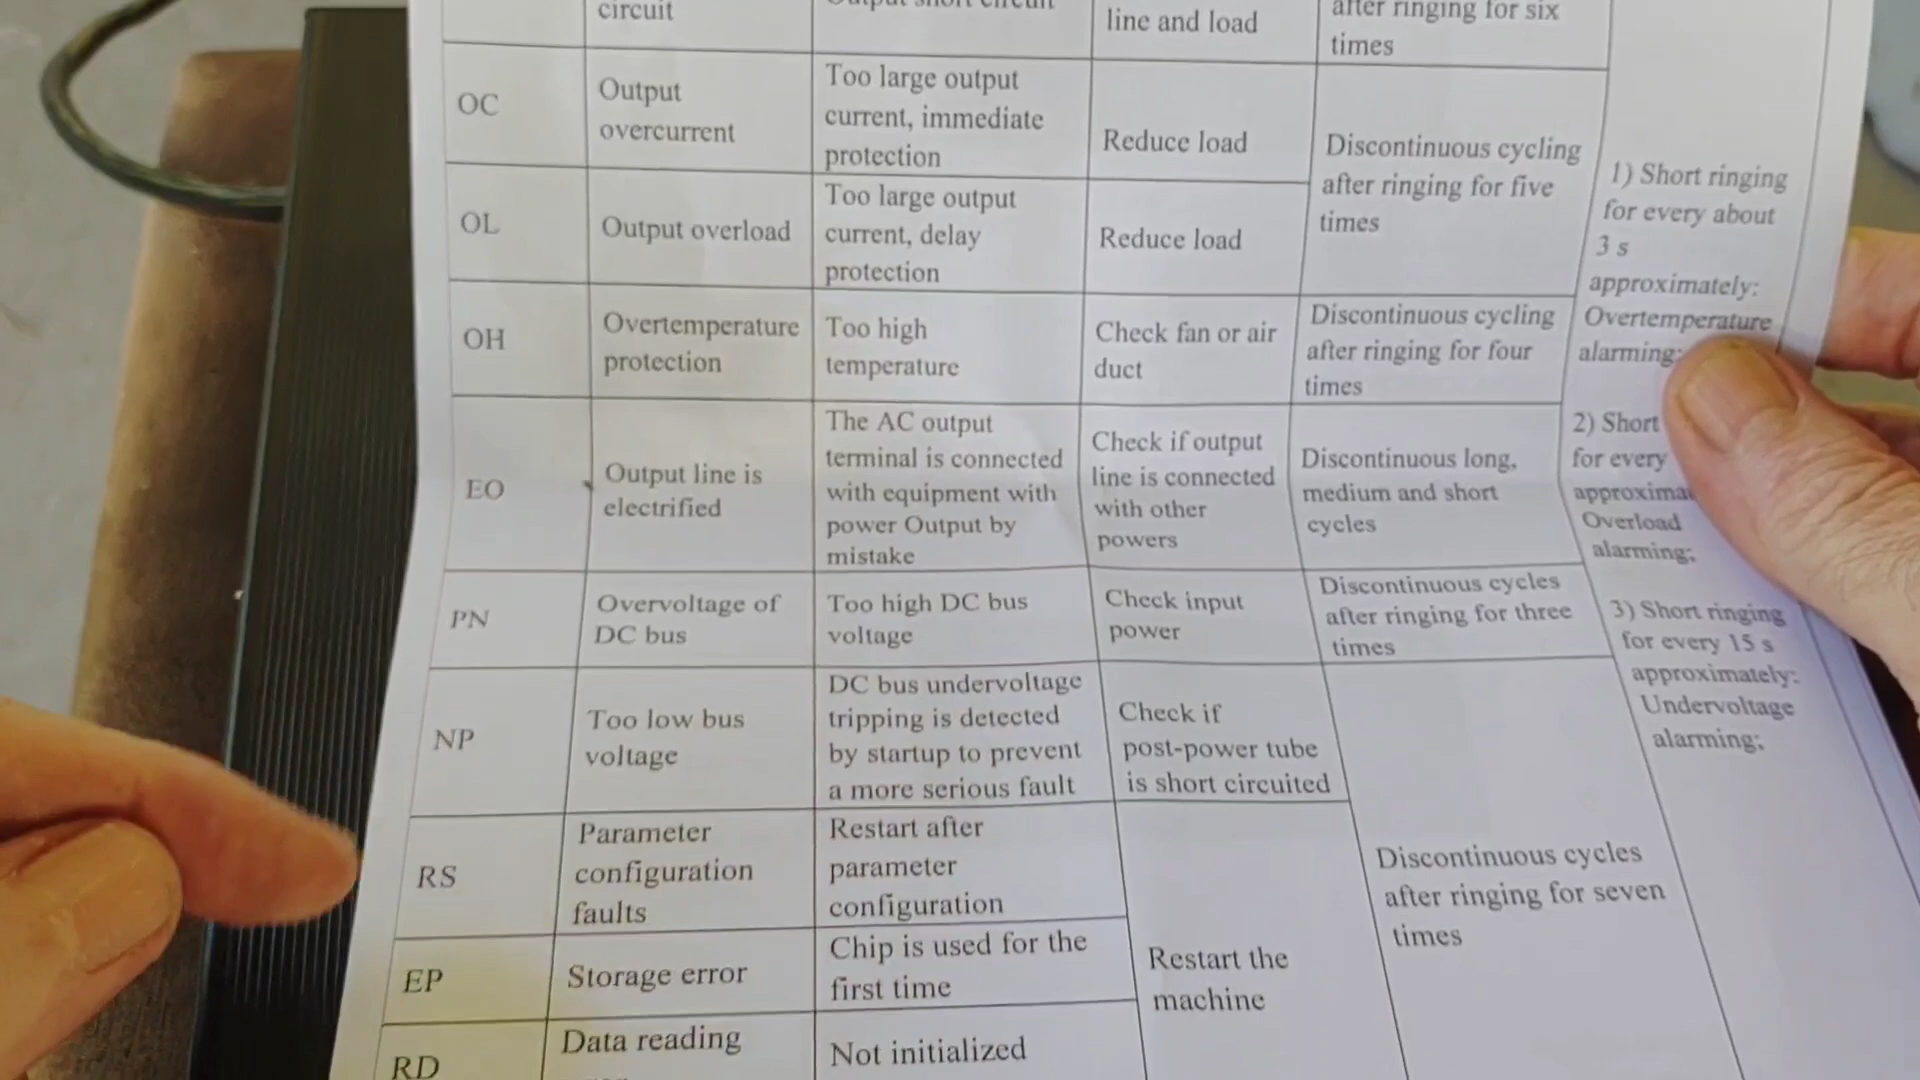 circuit
Output short circuit
line and load
after ringing for six
times
OC
Output
overcurrent
Too large output
current, immediate
protection
Reduce load
Discontinuous cycling
after ringing for five
times
OL
Output overload
Too large output
current, delay
protection
Reduce load
OH
Overtemperature
protection
Too high
temperature
Check fan or air
duct
Discontinuous cycling
after ringing for four
times
EO
Output line is
electrified
The AC output
terminal is connected
with equipment with
power Output by
mistake
Check if output
line is connected
with other
powers
Discontinuous long,
medium and short
cycles
PN
Overvoltage of
DC bus
Too high DC bus
voltage
Check input
power
Discontinuous cycles
after ringing for three
times
NP
Too low bus
voltage
DC bus undervoltage
tripping is detected
by startup to prevent
a more serious fault
Check if
post-power tube
is short circuited
RS
Parameter
configuration
faults
Restart after
parameter
configuration
EP
Storage error
Chip is used for the
first time
Restart the
machine
Discontinuous cycles
after ringing for seven
times
RD
Data reading
Not initialized
1) Short ringing
for every about
3 s
approximately:
Overtemperature
alarming;
2) Short
for every
Overload
alarming;
3) Short ringing
for every 15 s
approximately:
Undervoltage
alarming;